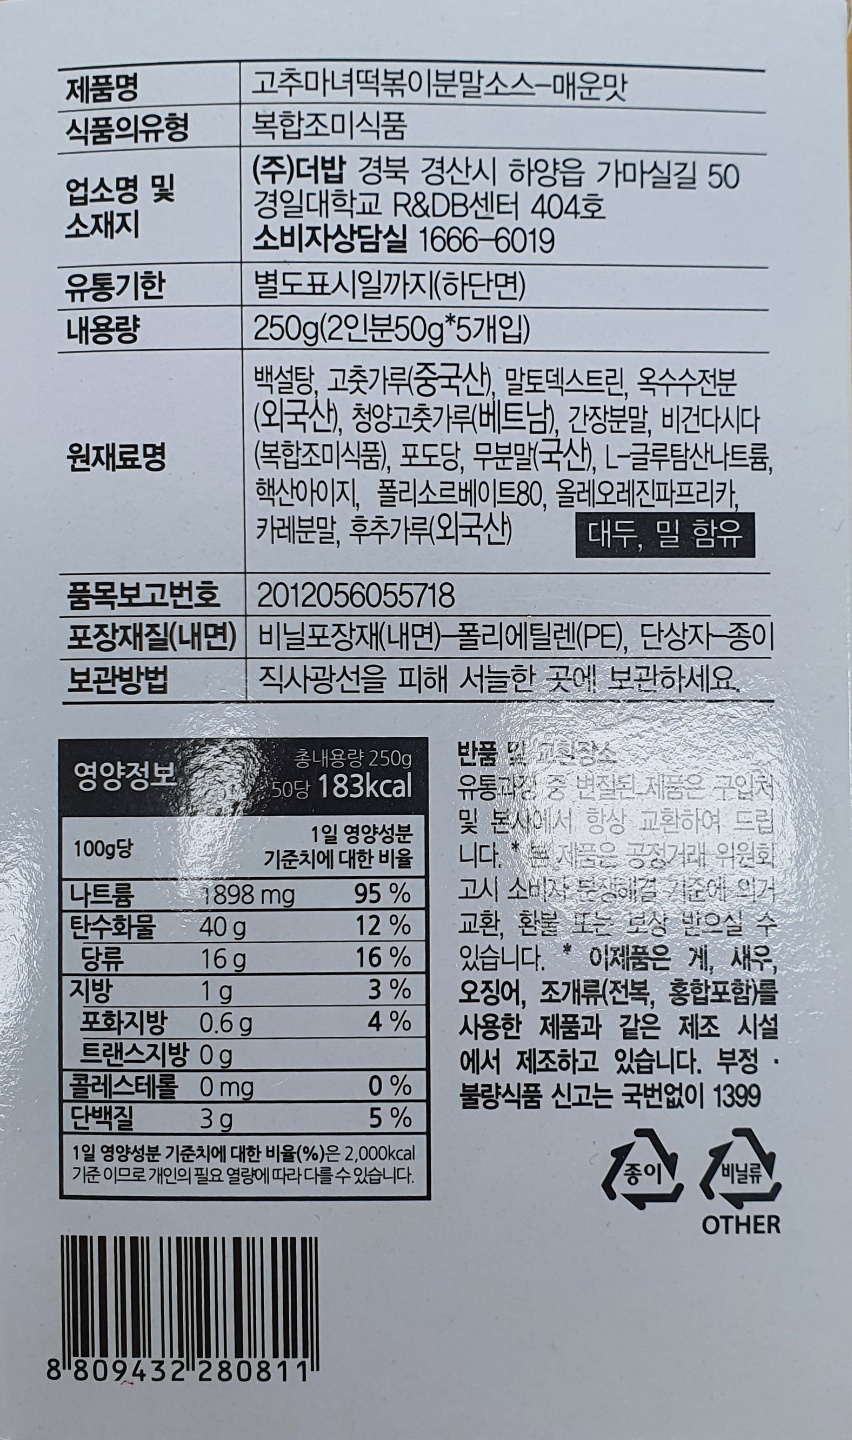 제품명 고추마녀떡볶이분말소스-매운맛
식품의유형 복합조미식품
업소명 및 소재지
(주)더밥 경북 경산시 하양읍 가마실길 50
경일대학교 R&DB센터 404호
소비자상담실 1666-6019
유통기한 별도표시일까지(하단면)
내용량 250g(2인분50g*5개입)
원재료명
백설탕, 고춧가루(중국산), 말토덱스트린, 옥수수전분
(외국산), 청양고춧가루(베트남), 간장분말, 비건다시다
(복합조미식품), 포도당, 무분말(국산), L-글루탐산나트륨,
핵산아이지, 폴리소르베이트80, 올레오레진파프리카,
카레분말, 후추가루(외국산) 대두, 밀 함유
품목보고번호 2012056055718
포장재질(내면) 비닐포장재(내면)-폴리에틸렌(PE), 단상자-종이
보관방법 직사광선을 피해 서늘한 곳에 보관하세요.
영양정보
총내용량 250g
50당 183kcal
100g당
1일 영양성분
기준치에 대한 비율
나트륨 1898 mg 95 %
탄수화물 40 g 12 %
당류 16 g 16 %
지방 1 g 3 %
포화지방 0.6 g 4 %
트랜스지방 0 g
콜레스테롤 0 mg 0 %
단백질 3 g 5 %
1일 영양성분 기준치에 대한 비율(%)은 2,000kcal
기준 이므로 개인의 필요 열량에 따라 다를 수 있습니다.
반품 및 교환장소
유통과정 중 변질된 제품은 구입처
및 본사에서 항상 교환하여 드립
니다. * 본 제품은 공정거래 위원회
고시 소비자 분쟁해결 기준에 의거
교환, 환불 또는 보상 받으실 수
있습니다. * 이제품은 게, 새우,
오징어, 조개류(전복, 홍합포함)를
사용한 제품과 같은 제조 시설
에서 제조하고 있습니다. 부정 ·
불량식품 신고는 국번없이 1399
종이 비닐류
OTHER
8 809432 280811